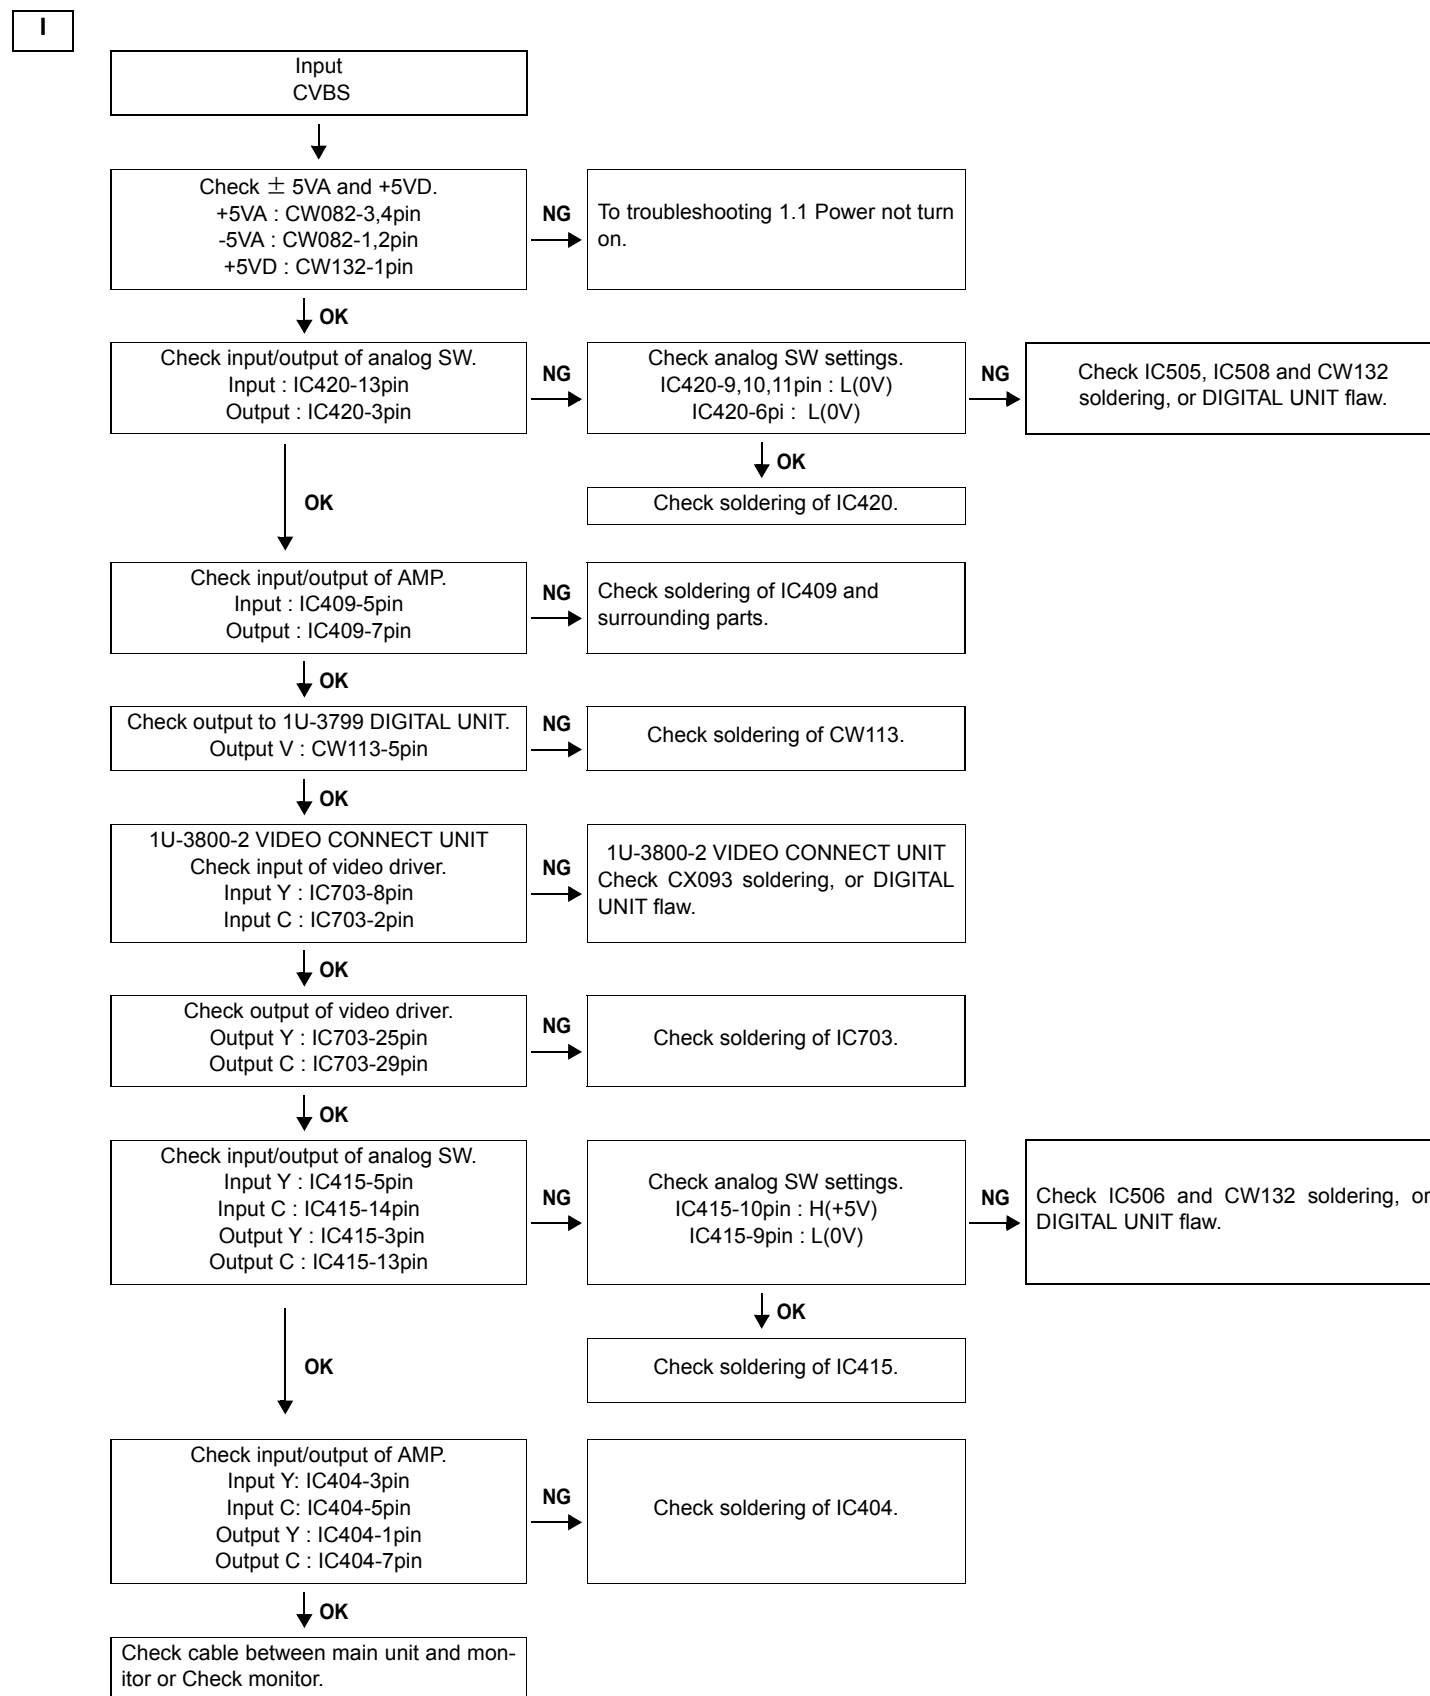 I
Input
CVBS
Check ± 5VA and +5VD.
+5VA : CW082-3,4pin
-5VA : CW082-1,2pin
+5VD : CW132-1pin
NG
To troubleshooting 1.1 Power not turn
on.
OK
Check input/output of analog SW.
Input : IC420-13pin
Output : IC420-3pin
NG
Check analog SW settings.
IC420-9,10,11pin : L(0V)
IC420-6pi : L(0V)
NG
Check IC505, IC508 and CW132
soldering, or DIGITAL UNIT flaw.
OK
Check soldering of IC420.
OK
Check input/output of AMP.
Input : IC409-5pin
Output : IC409-7pin
NG
Check soldering of IC409 and
surrounding parts.
OK
Check output to 1U-3799 DIGITAL UNIT.
Output V : CW113-5pin
NG
Check soldering of CW113.
OK
1U-3800-2 VIDEO CONNECT UNIT
Check input of video driver.
Input Y : IC703-8pin
Input C : IC703-2pin
NG
1U-3800-2 VIDEO CONNECT UNIT
Check CX093 soldering, or DIGITAL
UNIT flaw.
OK
Check output of video driver.
Output Y : IC703-25pin
Output C : IC703-29pin
NG
Check soldering of IC703.
OK
Check input/output of analog SW.
Input Y : IC415-5pin
Input C : IC415-14pin
Output Y : IC415-3pin
Output C : IC415-13pin
NG
Check analog SW settings.
IC415-10pin : H(+5V)
IC415-9pin : L(0V)
NG
Check IC506 and CW132 soldering, or
DIGITAL UNIT flaw.
OK
Check soldering of IC415.
OK
Check input/output of AMP.
Input Y: IC404-3pin
Input C: IC404-5pin
Output Y : IC404-1pin
Output C : IC404-7pin
NG
Check soldering of IC404.
OK
Check cable between main unit and mon-
itor or Check monitor.